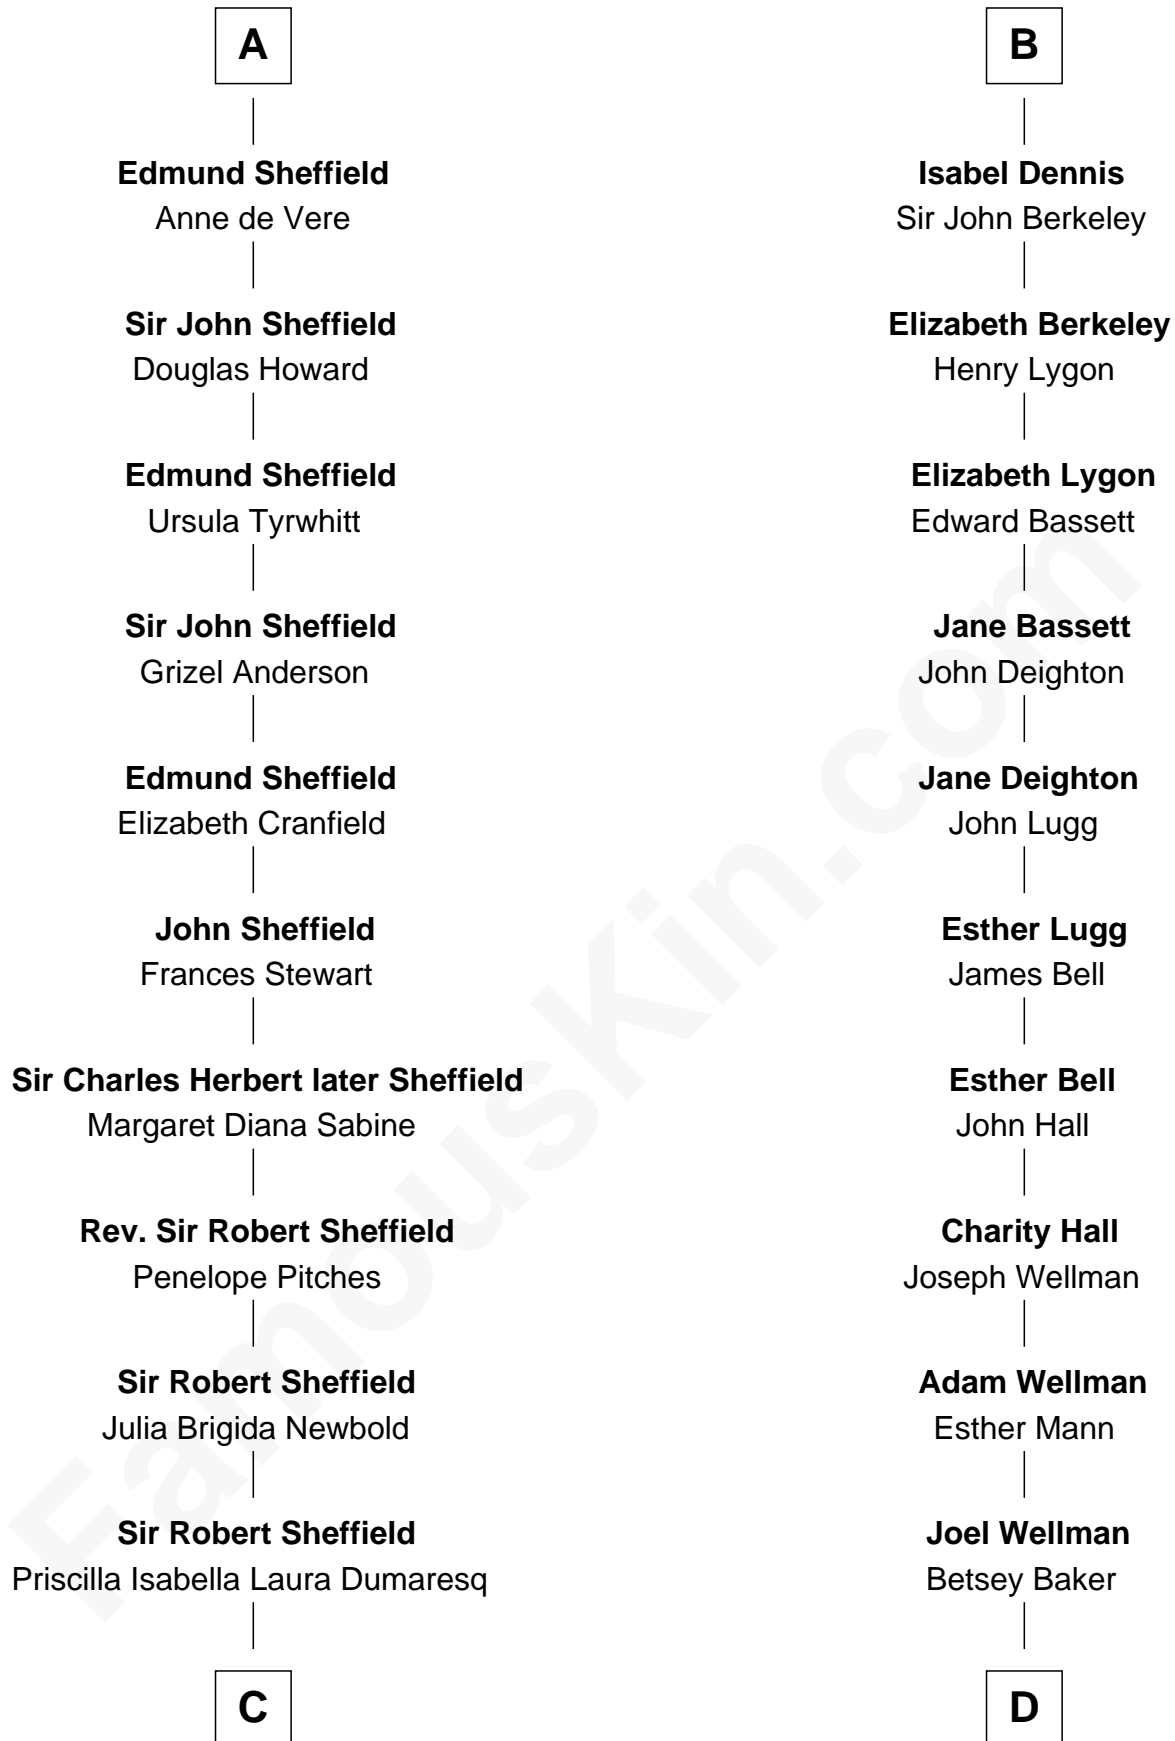 A
Edmund Sheffield
Anne de Vere
Sir John Sheffield
Douglas Howard
Edmund Sheffield
Ursula Tyrwhitt
Sir John Sheffield
Grizel Anderson
Edmund Sheffield
Elizabeth Cranfield
John Sheffield
Frances Stewart
Sir Charles Herbert later Sheffield
Margaret Diana Sabine
Rev. Sir Robert Sheffield
Penelope Pitches
Sir Robert Sheffield
Julia Brigida Newbold
Sir Robert Sheffield
Priscilla Isabella Laura Dumaresq
C
B
Isabel Dennis
Sir John Berkeley
Elizabeth Berkeley
Henry Lygon
Elizabeth Lygon
Edward Bassett
Jane Bassett
John Deighton
Jane Deighton
John Lugg
Esther Lugg
James Bell
Esther Bell
John Hall
Charity Hall
Joseph Wellman
Adam Wellman
Esther Mann
Joel Wellman
Betsey Baker
D
FamousKin.com